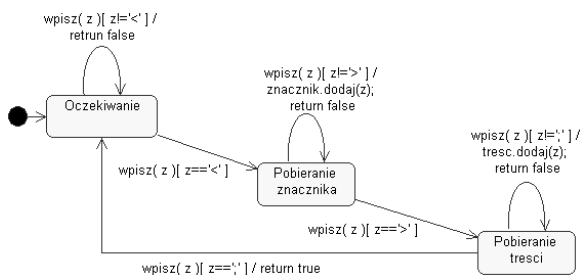 wpisz( z )[ z!='<' ] /
retrun false
Oczekiwanie
wpisz( z )[ z!='>' ] /
znacznik.dodaj(z);
return false
wpisz( z )[ z=='<' ]
Pobieranie
znacznika
wpisz( z )[ z!=';' ] /
tresc.dodaj(z);
return false
wpisz( z )[ z=='>' ]
Pobieranie
tresci
wpisz( z )[ z==';' ] / return true